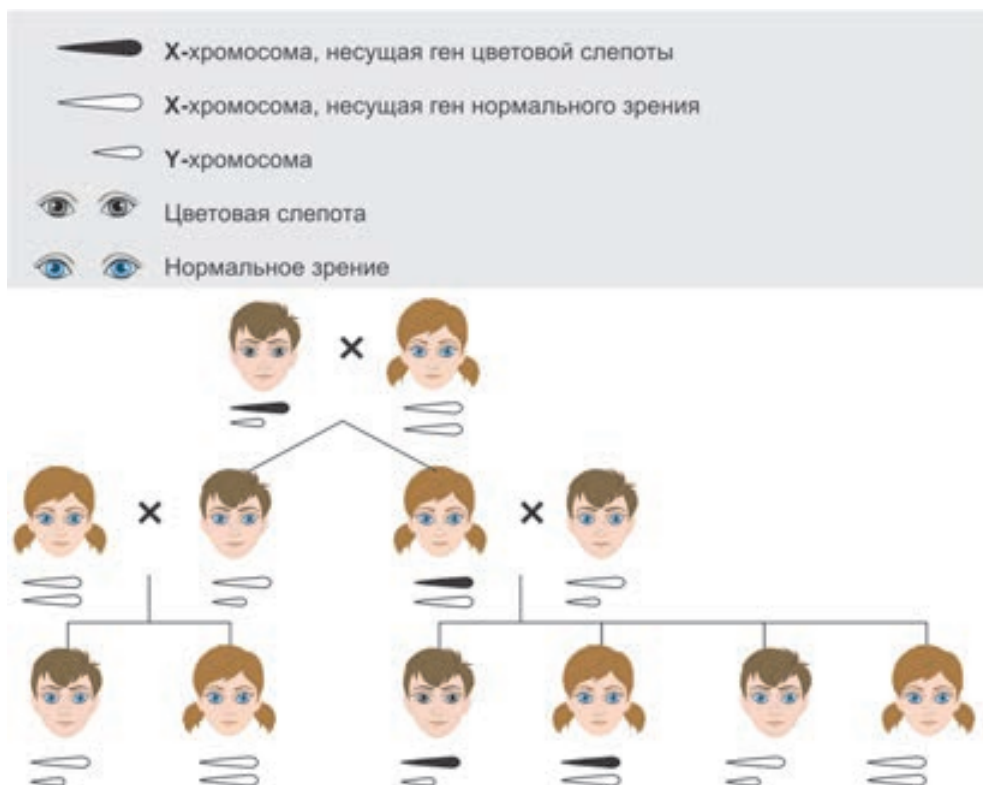 X-хромосома, несущая ген цветовой слепоты
X-хромосома, несущая ген нормального зрения
Y-хромосома
Цветовая слепота
Нормальное зрение